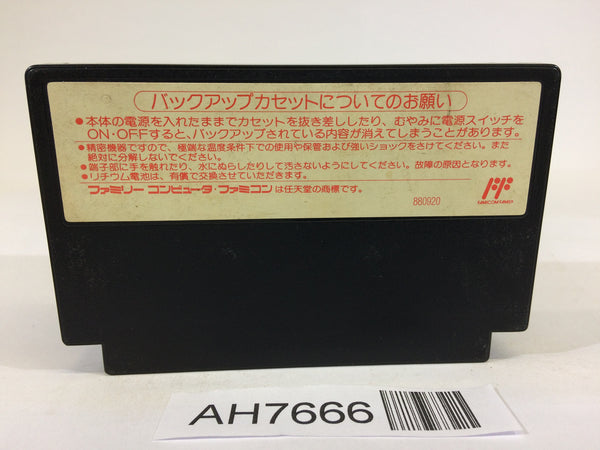 バックアップカセットについてのお願い
●本体の電源を入れたままでカセットを抜き差ししたり、むやみに電源スイッチを
ON・OFFすると、バックアップされている内容が消えてしまうことがあります。
●精密機器ですので、極端な温度条件下での使用や保管および強いショックをさけてください。また
絶対に分解しないでください。
●端子部に手を触れたり、水にぬらしたりして汚さないようにしてください。故障の原因となります。
●リチウム電池は、有償で交換させていただきます。
ファミリー コンピュータ・ファミコンは任天堂の商標です。
880920
AH7666